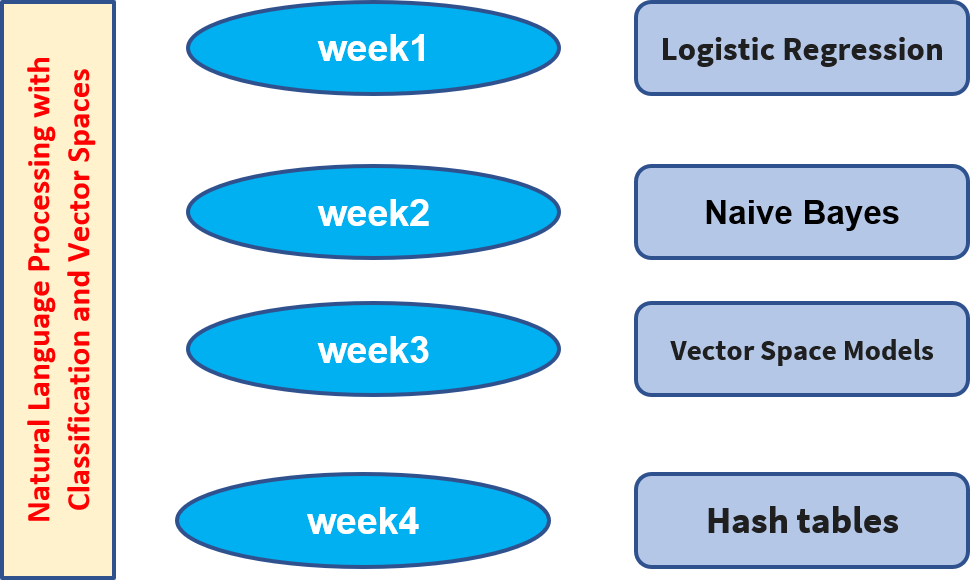 Natural Language Processing with
Classification and Vector Spaces
week1
Logistic Regression
week2
Naive Bayes
week3
Vector Space Models
week4
Hash tables